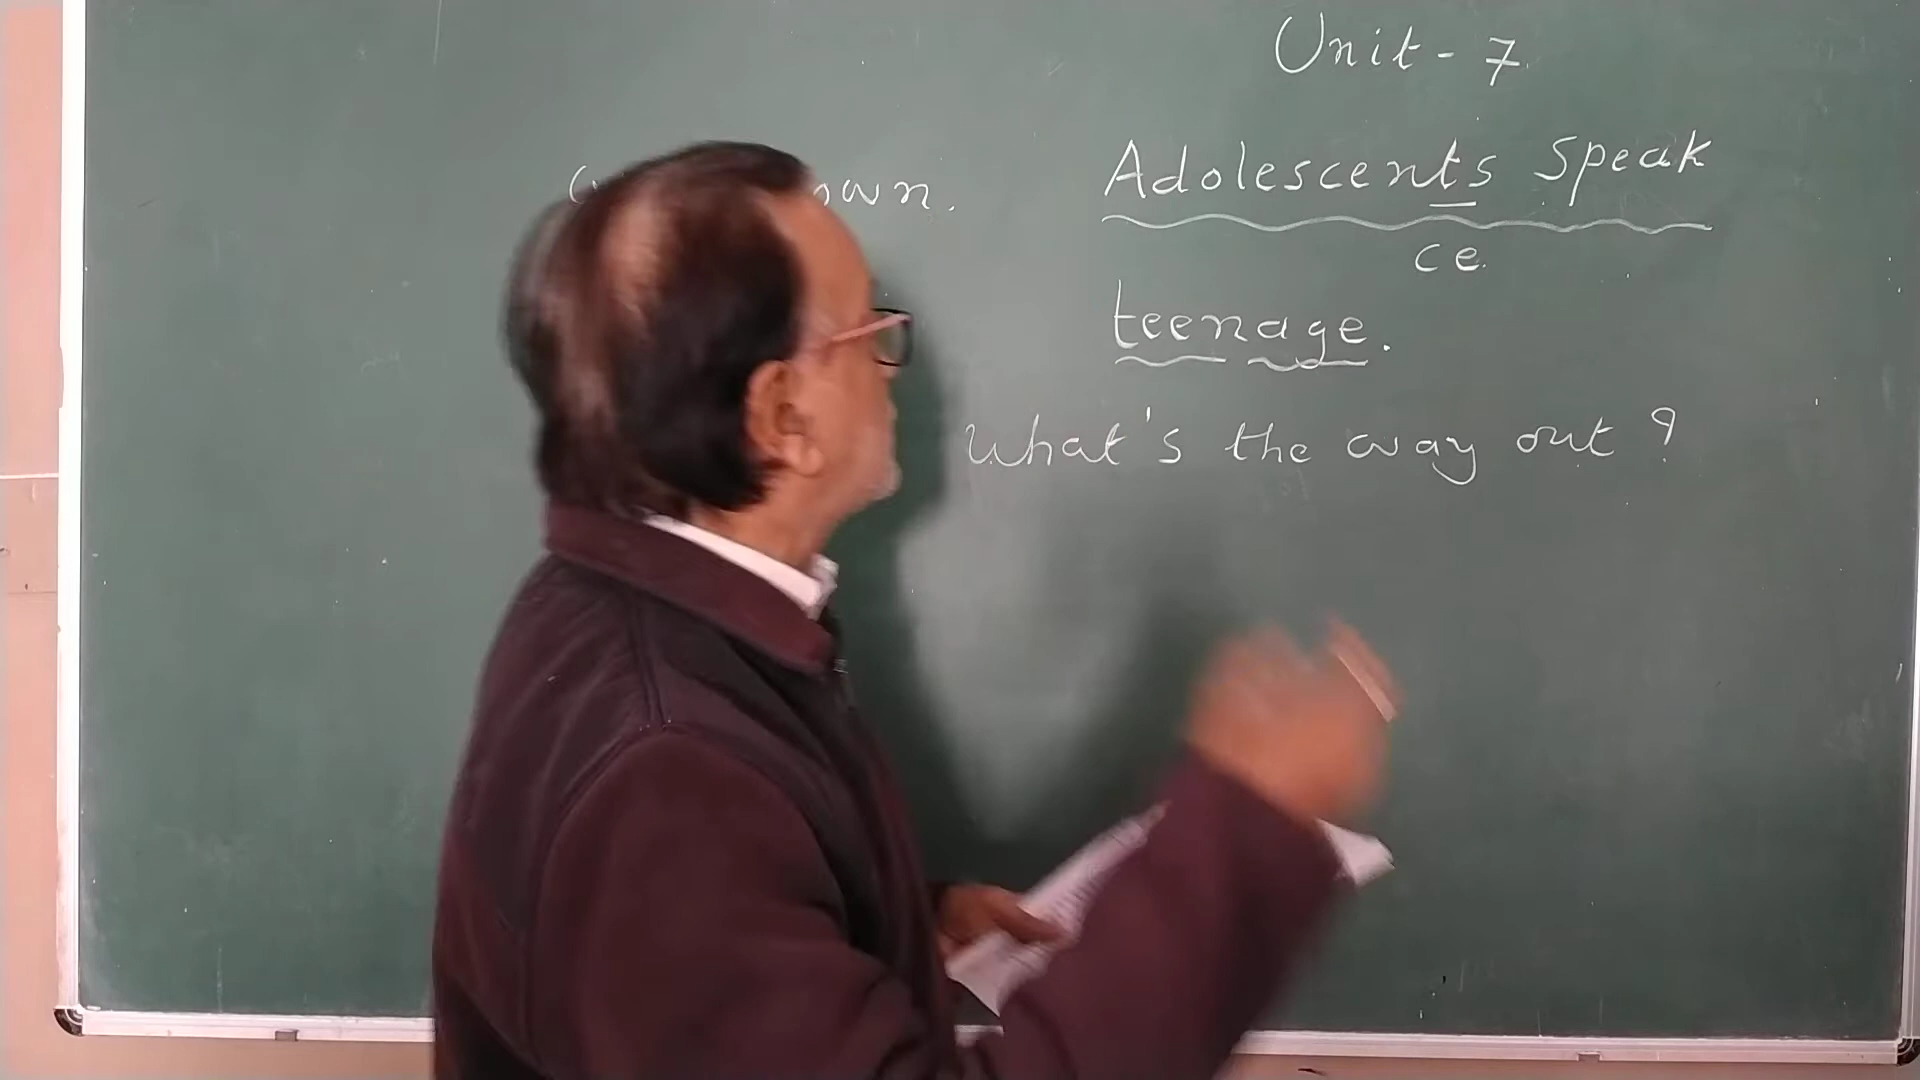 Unit - 7
Adolescents Speak
ce
teenage.
What's the way out ?